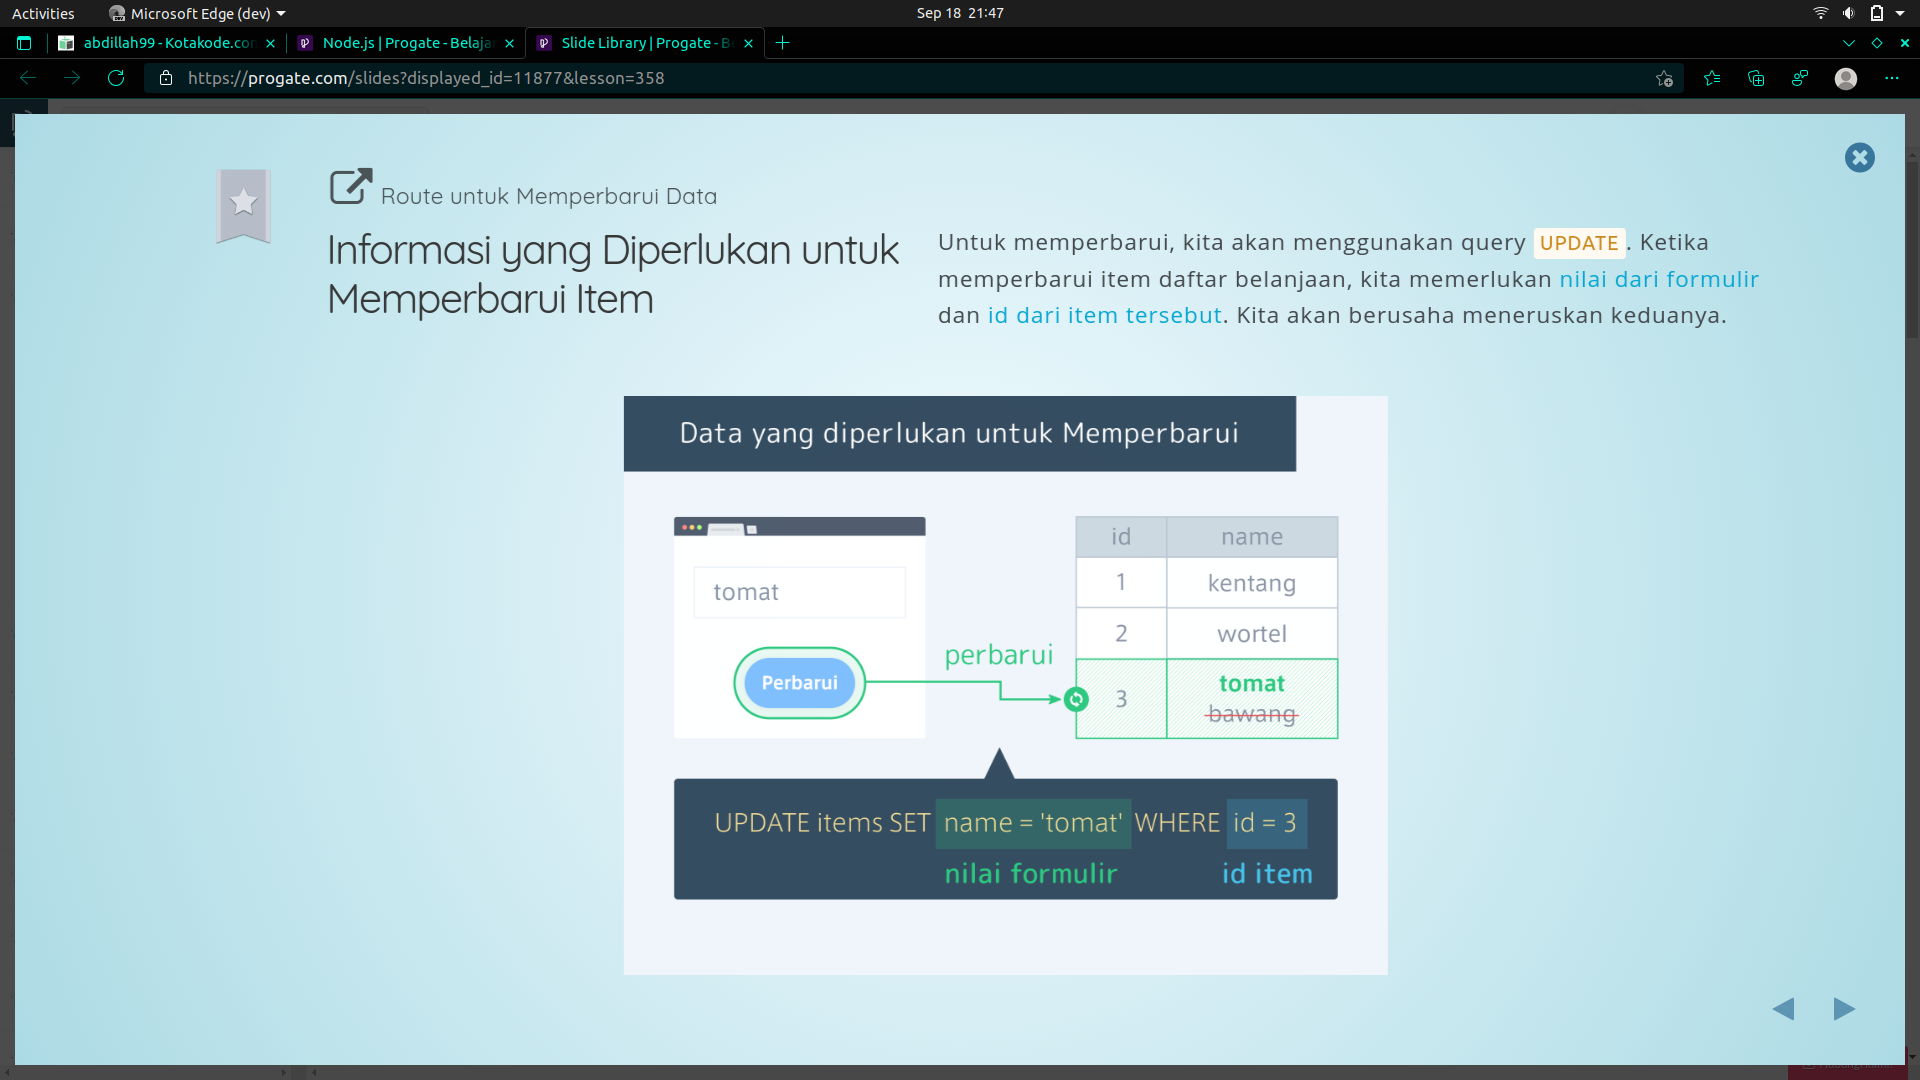 Activities
Microsoft Edge (dev)
Sep 18 21:47
abdillah99 - Kotakode.con
Node.js | Progate - Belaja
Slide Library | Progate - Be
https://progate.com/slides?displayed_id=11877&lesson=358
Route untuk Memperbarui Data
Informasi yang Diperlukan untuk
Memperbarui Item
Untuk memperbarui, kita akan menggunakan query UPDATE. Ketika
memperbarui item daftar belanjaan, kita memerlukan nilai dari formulir
dan id dari item tersebut. Kita akan berusaha meneruskan keduanya.
Data yang diperlukan untuk Memperbarui
tomat
Perbarui
perbarui
id name
1 kentang
2 wortel
3 tomat
bawang
UPDATE items SET name = 'tomat' WHERE id = 3
nilai formulir id item